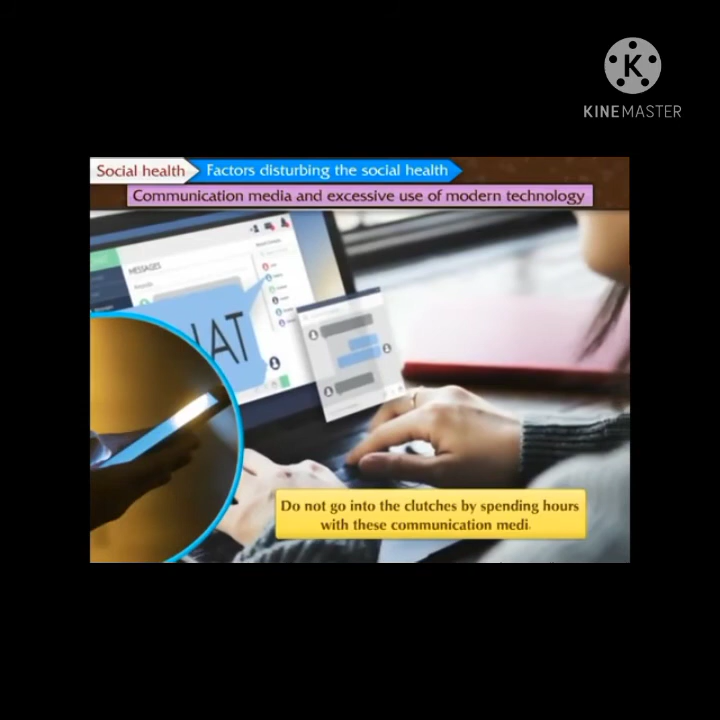 K
KINEMASTER
Social health
Factors disturbing the social health
Communication media and excessive use of modern technology
MESSAGES
HAT
Do not go into the clutches by spending hours
with these communication medi